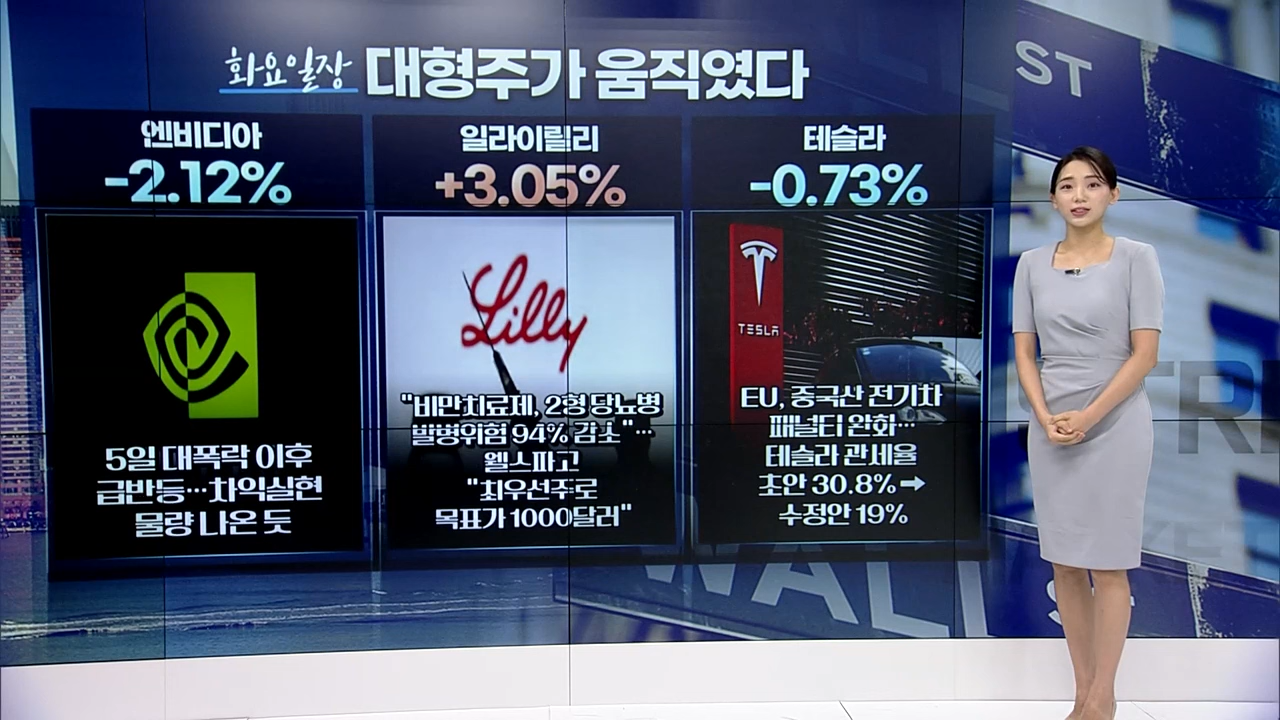 화요일장 대형주가 움직였다
엔비디아
-2.12%
5일 대폭락 이후
급반등…차익실현
물량 나온 듯
일라이릴리
+3.05%
Lilly
"비만치료제, 2형 당뇨병
발병위험 94% 감소"…
웰스파고
"최우선주로
목표가 1000달러"
테슬라
-0.73%
TESLA
EU, 중국산 전기차
패널티 완화…
테슬라 관세율
초안 30.8% ➡
수정안 19%
ST
WALL ST